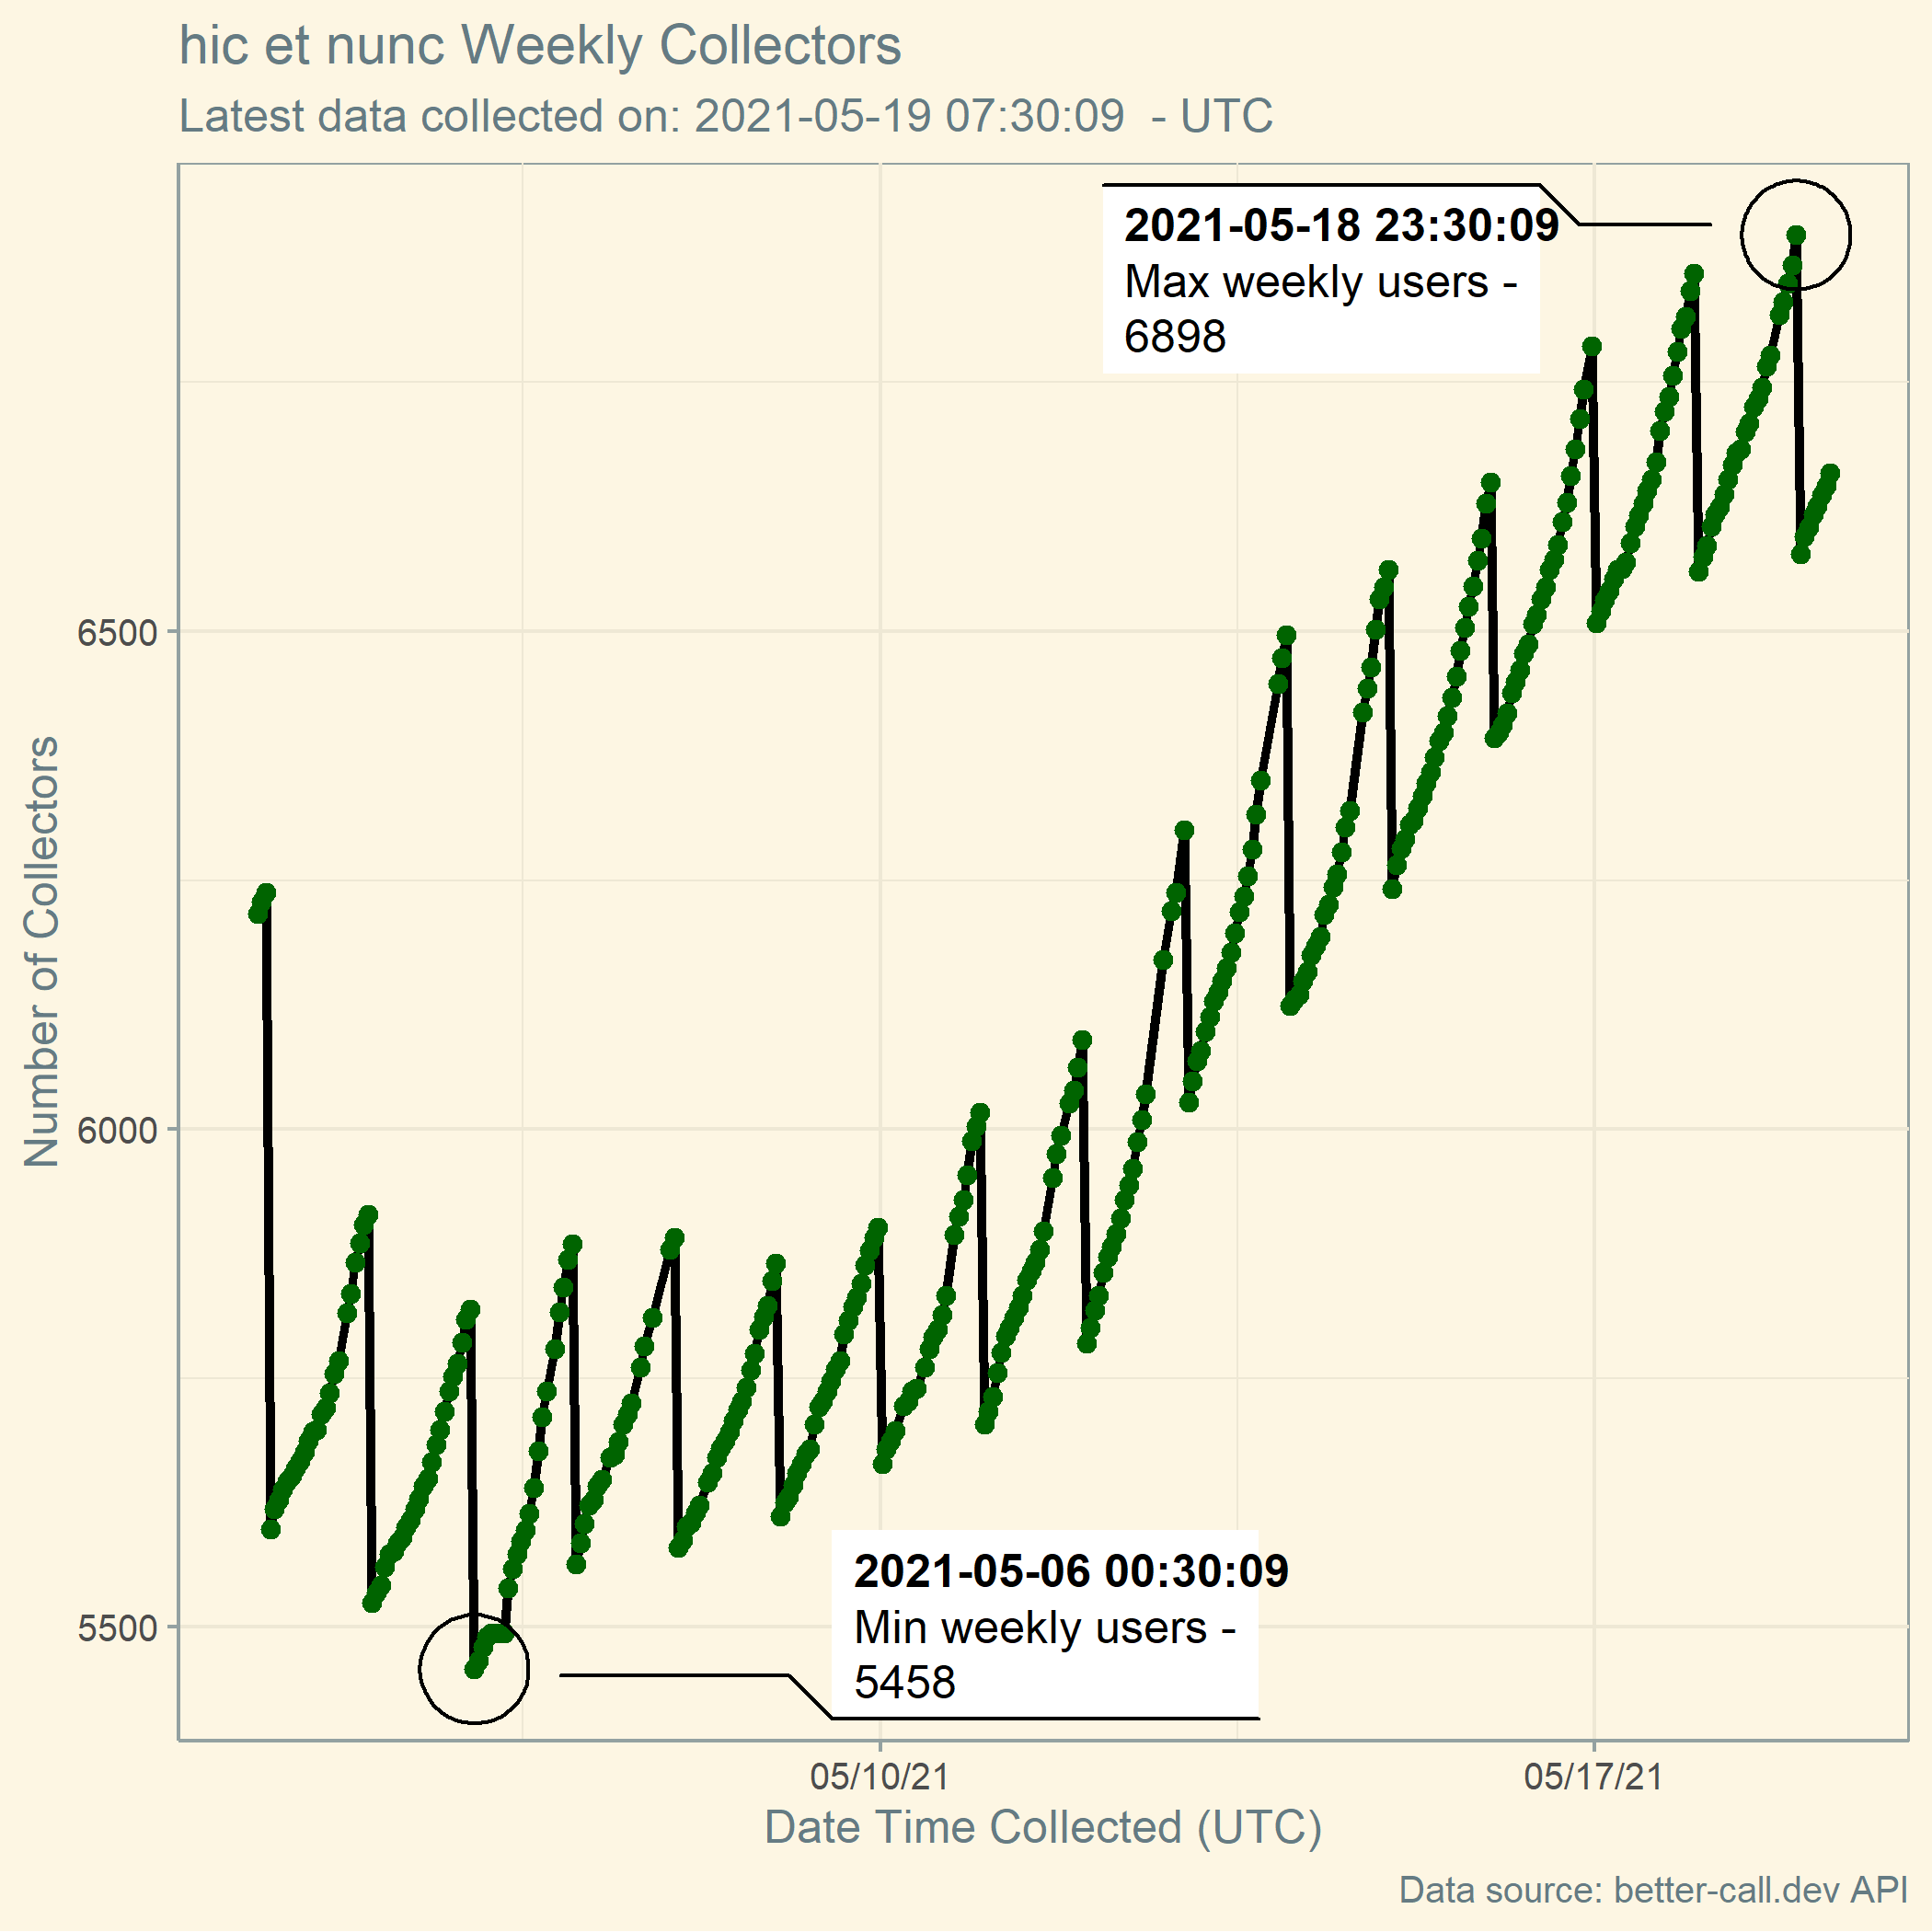 hic et nunc Weekly Collectors
Latest data collected on: 2021-05-19 07:30:09  - UTC
2021-05-18 23:30:09
Max weekly users -
6898
Number of Collectors
6500
6000
5500
2021-05-06 00:30:09
Min weekly users -
5458
05/10/21
05/17/21
Date Time Collected (UTC)
Data source: better-call.dev API